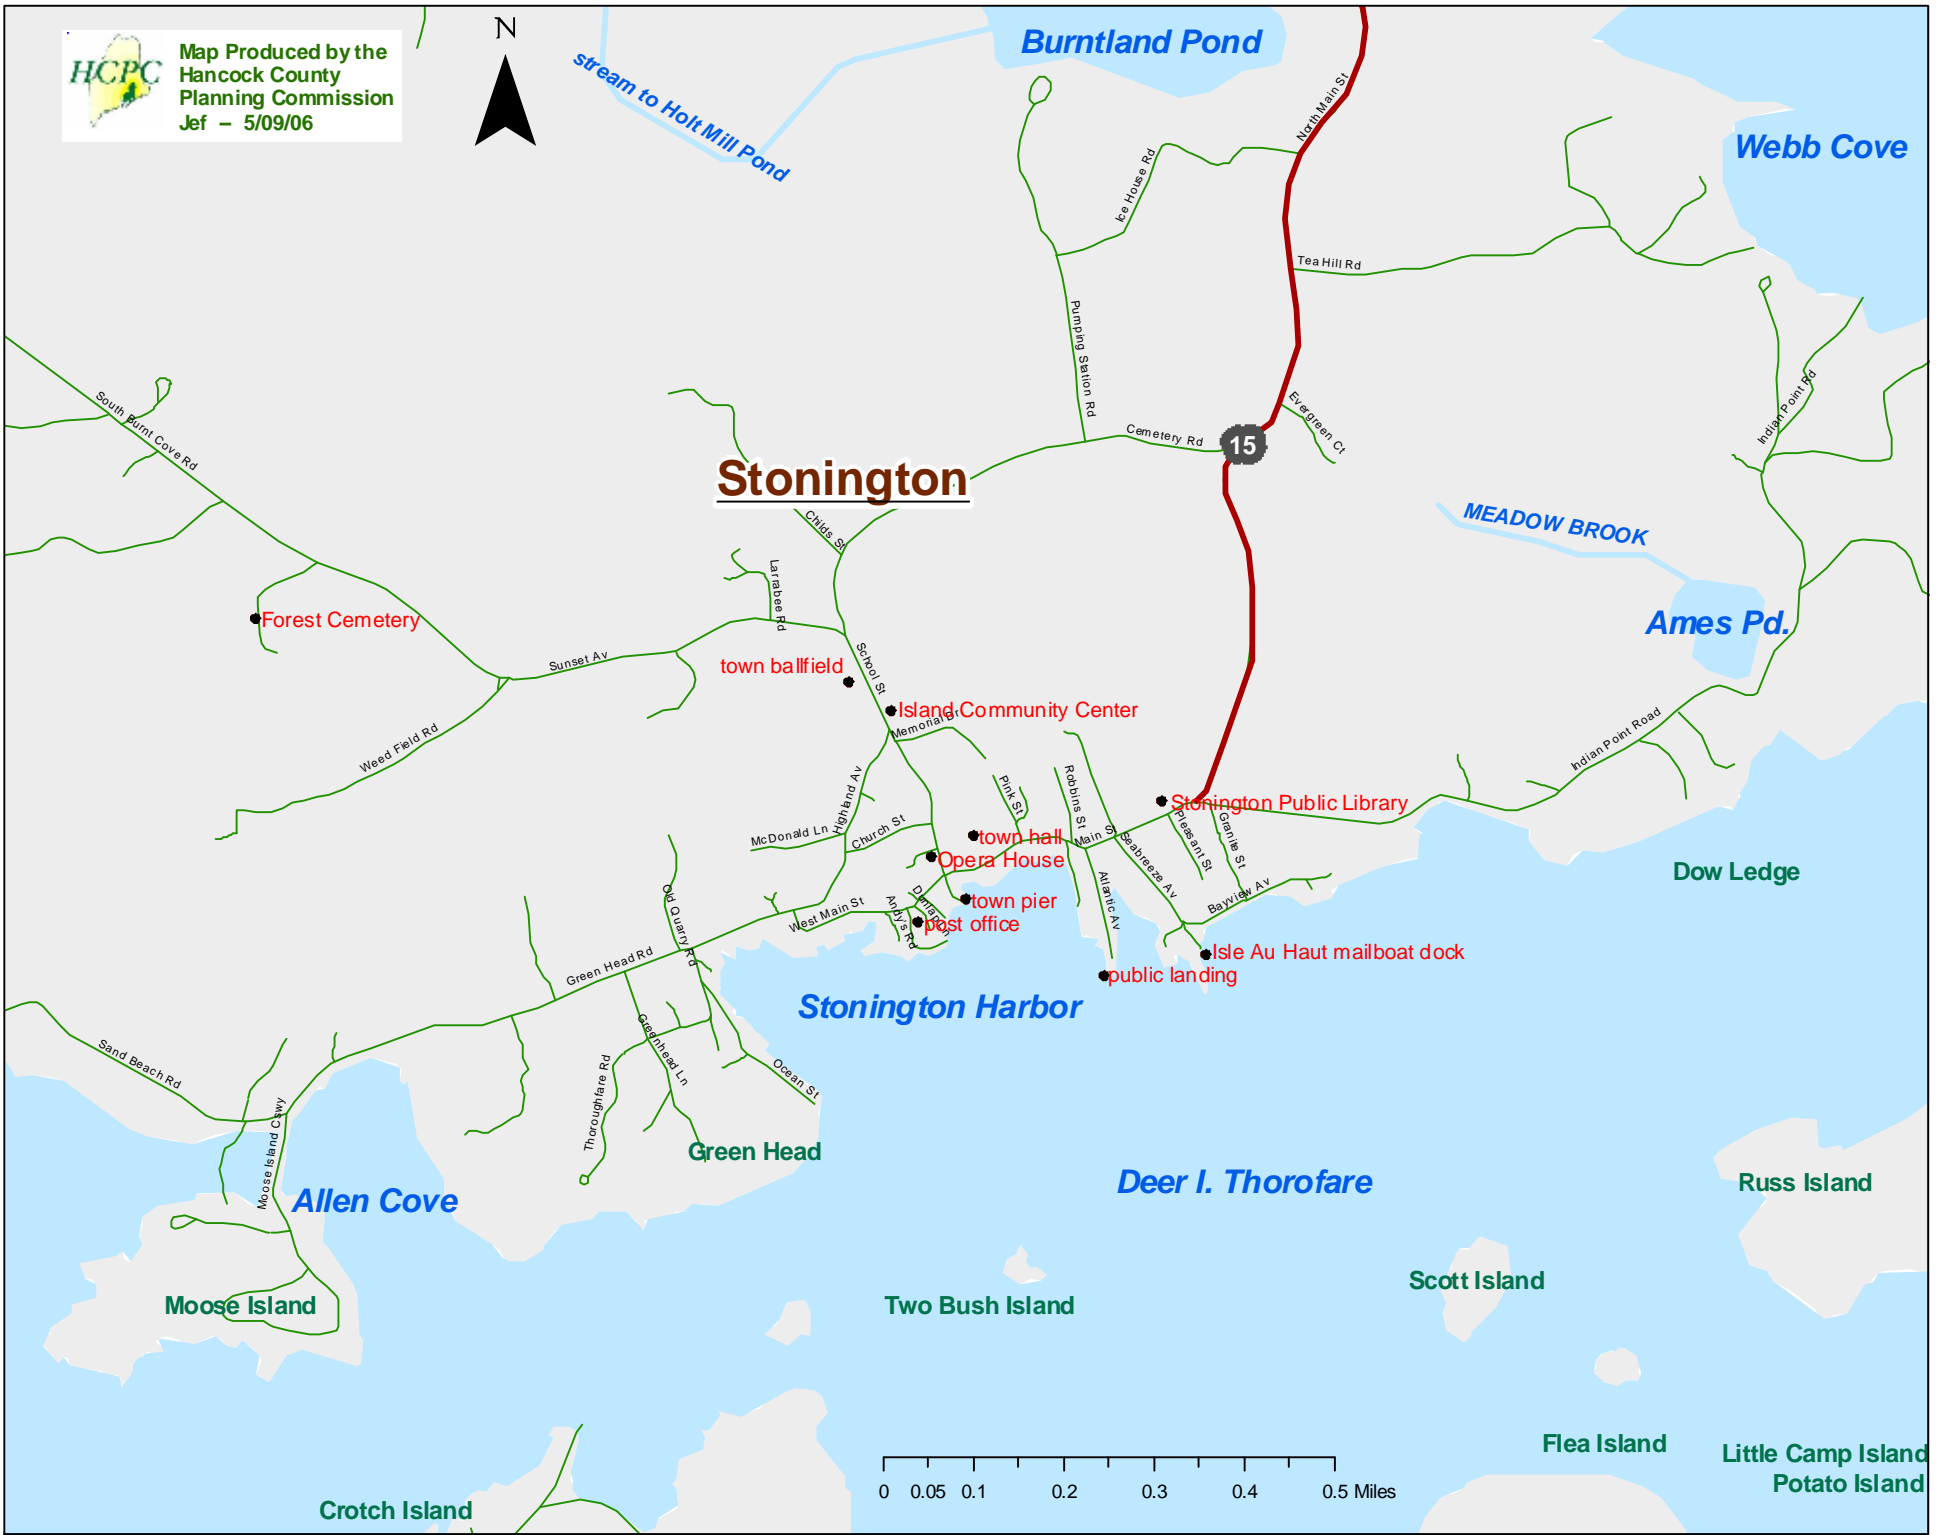 N
HCPC
Map Produced by the
Hancock County
Planning Commission
Jef – 5/09/06
Burntland Pond
stream to Holt Mill Pond
North Main St
Webb Cove
Ice House Rd
Tea Hill Rd
Pumping Station Rd
Indian Point Rd
South Burnt Cove Rd
Evergreen Ct
Cemetery Rd
15
Stonington
Childs St
MEADOW BROOK
Larrabee Rd
Forest Cemetery
Ames Pd.
Sunset Av
School St
town ballfield
Island Community Center
Memorial Dr
Weed Field Rd
Indian Point Road
Highland Av
Pink St
Robbins St
Stonington Public Library
McDonald Ln
Church St
town hall
Main S
Pleasant St
Granite St
Opera House
Seabreeze Av
Dow Ledge
Old Quarry Rd
Atlantic Av
Bayview Av
West Main St
Andy's Rd
town pier
post office
Green Head Rd
Isle Au Haut mailboat dock
public landing
Stonington Harbor
Sand Beach Rd
Greenhead Ln
Thoroughfare Rd
Ocean St
Moose Island Cswy
Green Head
Allen Cove
Deer I. Thorofare
Russ Island
Scott Island
Moose Island
Two Bush Island
Flea Island
Little Camp Island
Potato Island
Crotch Island
0 0.05 0.1 0.2 0.3 0.4 0.5 Miles